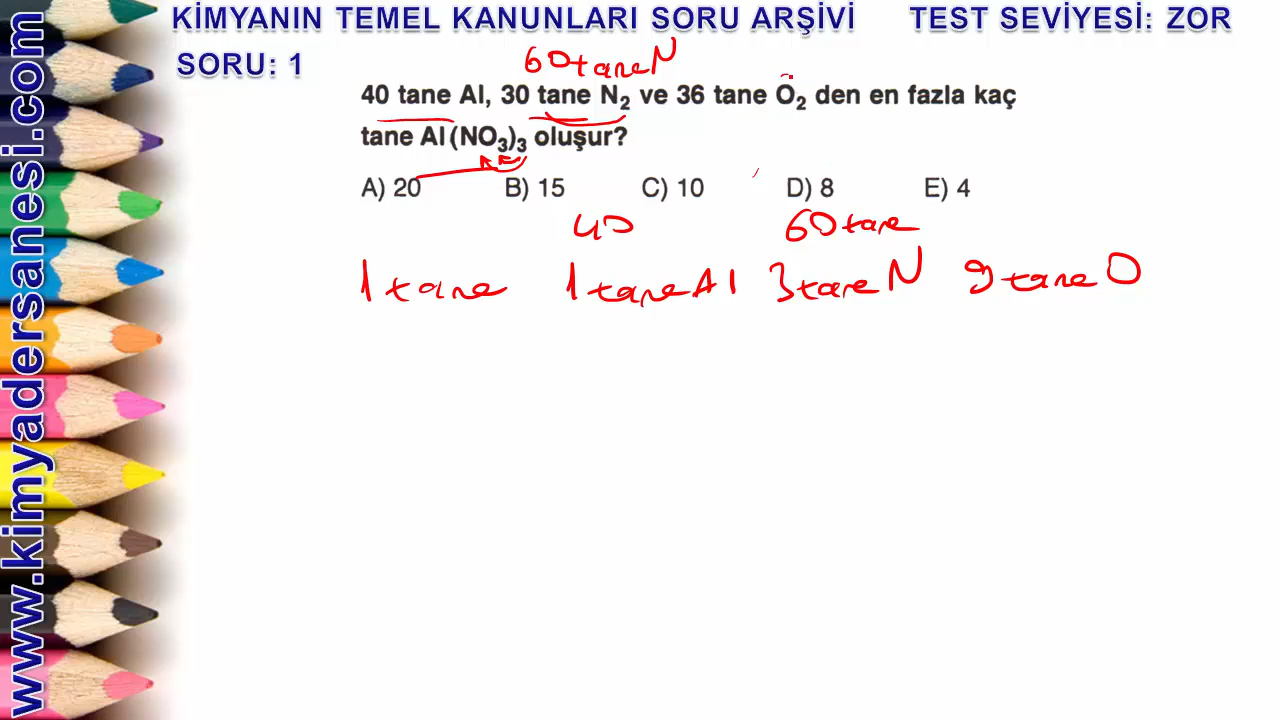 KİMYANIN TEMEL KANUNLARI SORU ARŞİVİ TEST SEVİYESİ: ZOR
SORU: 1
60 tane N
40 tane Al, 30 tane N₂ ve 36 tane O₂ den en fazla kaç
tane Al(NO₃)₃ oluşur?
A) 20 B) 15 C) 10 D) 8 E) 4
40 60 tane
1 tane 1 tane Al 3 tane N 9 tane O
www.kimyadersanesi.com